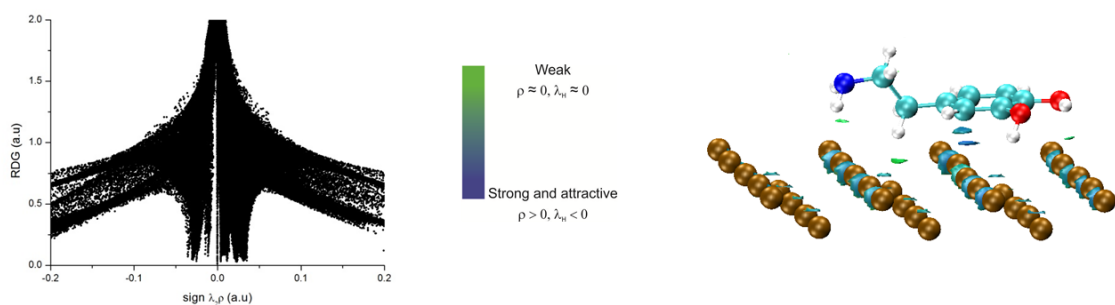 2.0
1.5
1.0
0.5
0.0
RDG (a.u)
-0.2
-0.1
0.0
0.1
0.2
sign λ₂ρ (a.u)
Weak
ρ ≈ 0, λ_H ≈ 0
Strong and attractive
ρ > 0, λ_H < 0